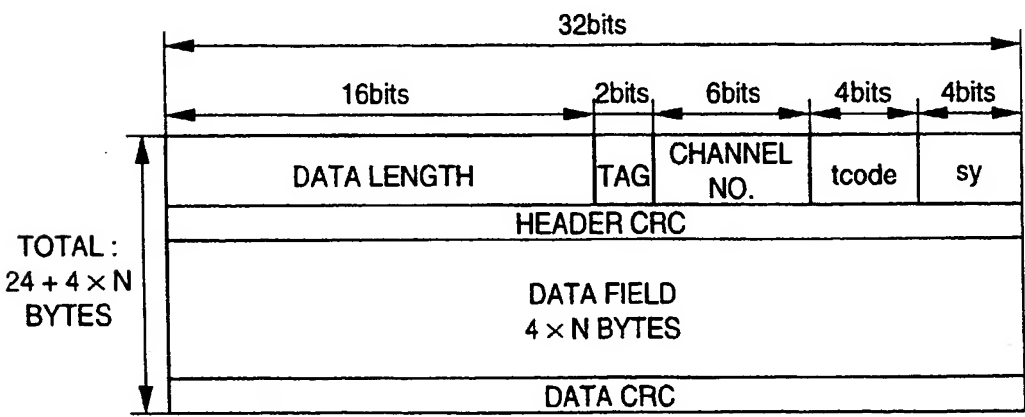 32bits
16bits 2bits 6bits 4bits 4bits
DATA LENGTH TAG CHANNEL NO. tcode sy
HEADER CRC
TOTAL :
24 + 4 × N
BYTES
DATA FIELD
4 × N BYTES
DATA CRC